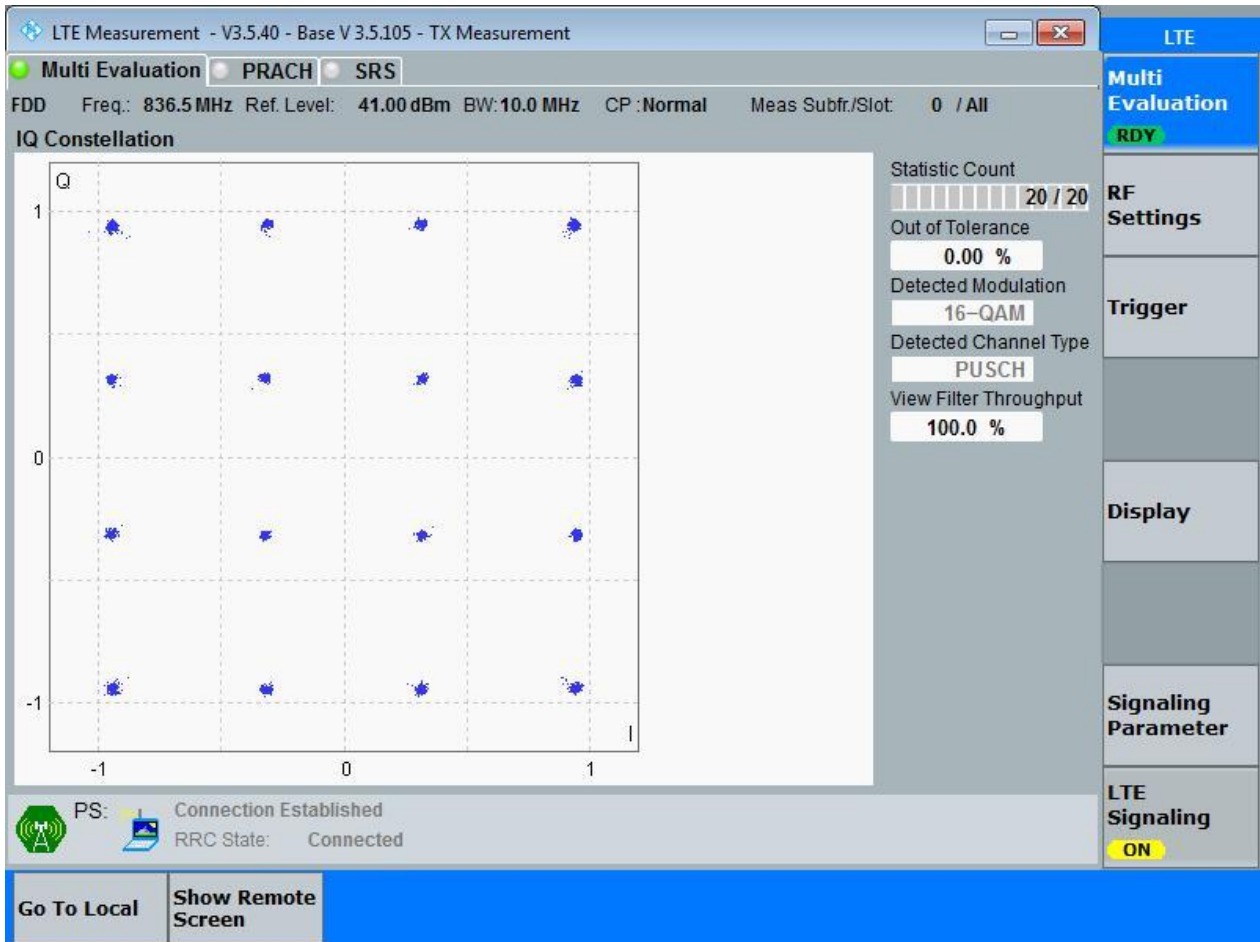 LTE Measurement - V3.5.40 - Base V 3.5.105 - TX Measurement
LTE
Multi Evaluation PRACH SRS
Multi
Evaluation
RDY
FDD Freq.: 836.5 MHz Ref. Level: 41.00 dBm BW: 10.0 MHz CP : Normal Meas Subfr./Slot: 0 / All
IQ Constellation
Q
1
0
-1
I
-1 0 1
Statistic Count
20 / 20
Out of Tolerance
0.00 %
Detected Modulation
16-QAM
Detected Channel Type
PUSCH
View Filter Throughput
100.0 %
RF
Settings
Trigger
Display
Signaling
Parameter
LTE
Signaling
ON
PS: Connection Established
RRC State: Connected
Go To Local
Show Remote
Screen